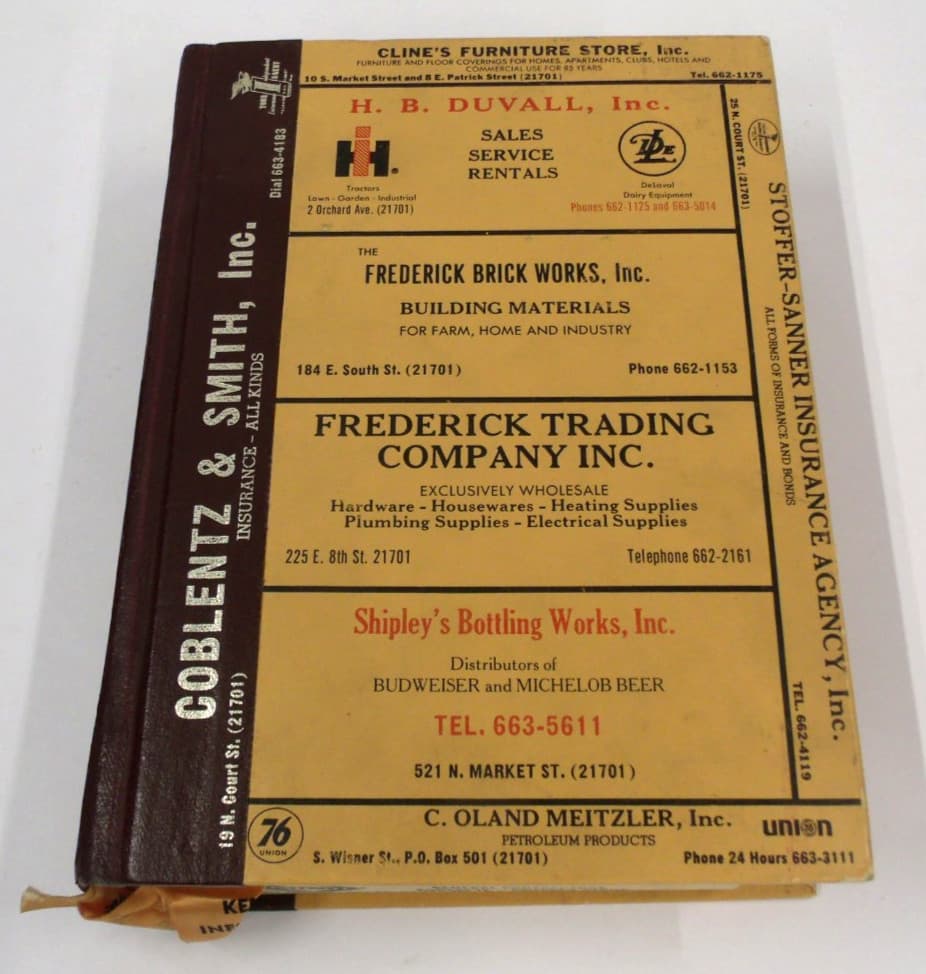 CLINE'S FURNITURE STORE, Inc.
FURNITURE AND FLOOR COVERINGS FOR HOMES, APARTMENTS, CLUBS, HOTELS AND
COMMERCIAL USE FOR 85 YEARS
10 S. Market Street and 8 E. Patrick Street (21701) Tel. 662-1175
H. B. DUVALL, Inc.
IH®
SALES
SERVICE
RENTALS
Tractors
Lawn - Garden - Industrial
2 Orchard Ave. (21701)
DeLaval
Dairy Equipment
Phones 662-1125 and 663-5014
THE
FREDERICK BRICK WORKS, Inc.
BUILDING MATERIALS
FOR FARM, HOME AND INDUSTRY
184 E. South St. (21701) Phone 662-1153
FREDERICK TRADING
COMPANY INC.
EXCLUSIVELY WHOLESALE
Hardware - Housewares - Heating Supplies
Plumbing Supplies - Electrical Supplies
225 E. 8th St. 21701 Telephone 662-2161
Shipley's Bottling Works, Inc.
Distributors of
BUDWEISER and MICHELOB BEER
TEL. 663-5611
521 N. MARKET ST. (21701)
C. OLAND MEITZLER, Inc.
PETROLEUM PRODUCTS
76
UNION
S. Wisner St., P.O. Box 501 (21701) Phone 24 Hours 663-3111
union
25 N. COURT ST. (21701)
STOFFER-SANNER INSURANCE AGENCY, Inc.
ALL FORMS OF INSURANCE AND BONDS
TEL. 662-4119
Dial 663-4183
COBLENTZ & SMITH, Inc.
INSURANCE - ALL KINDS
19 N. Court St. (21701)
KE